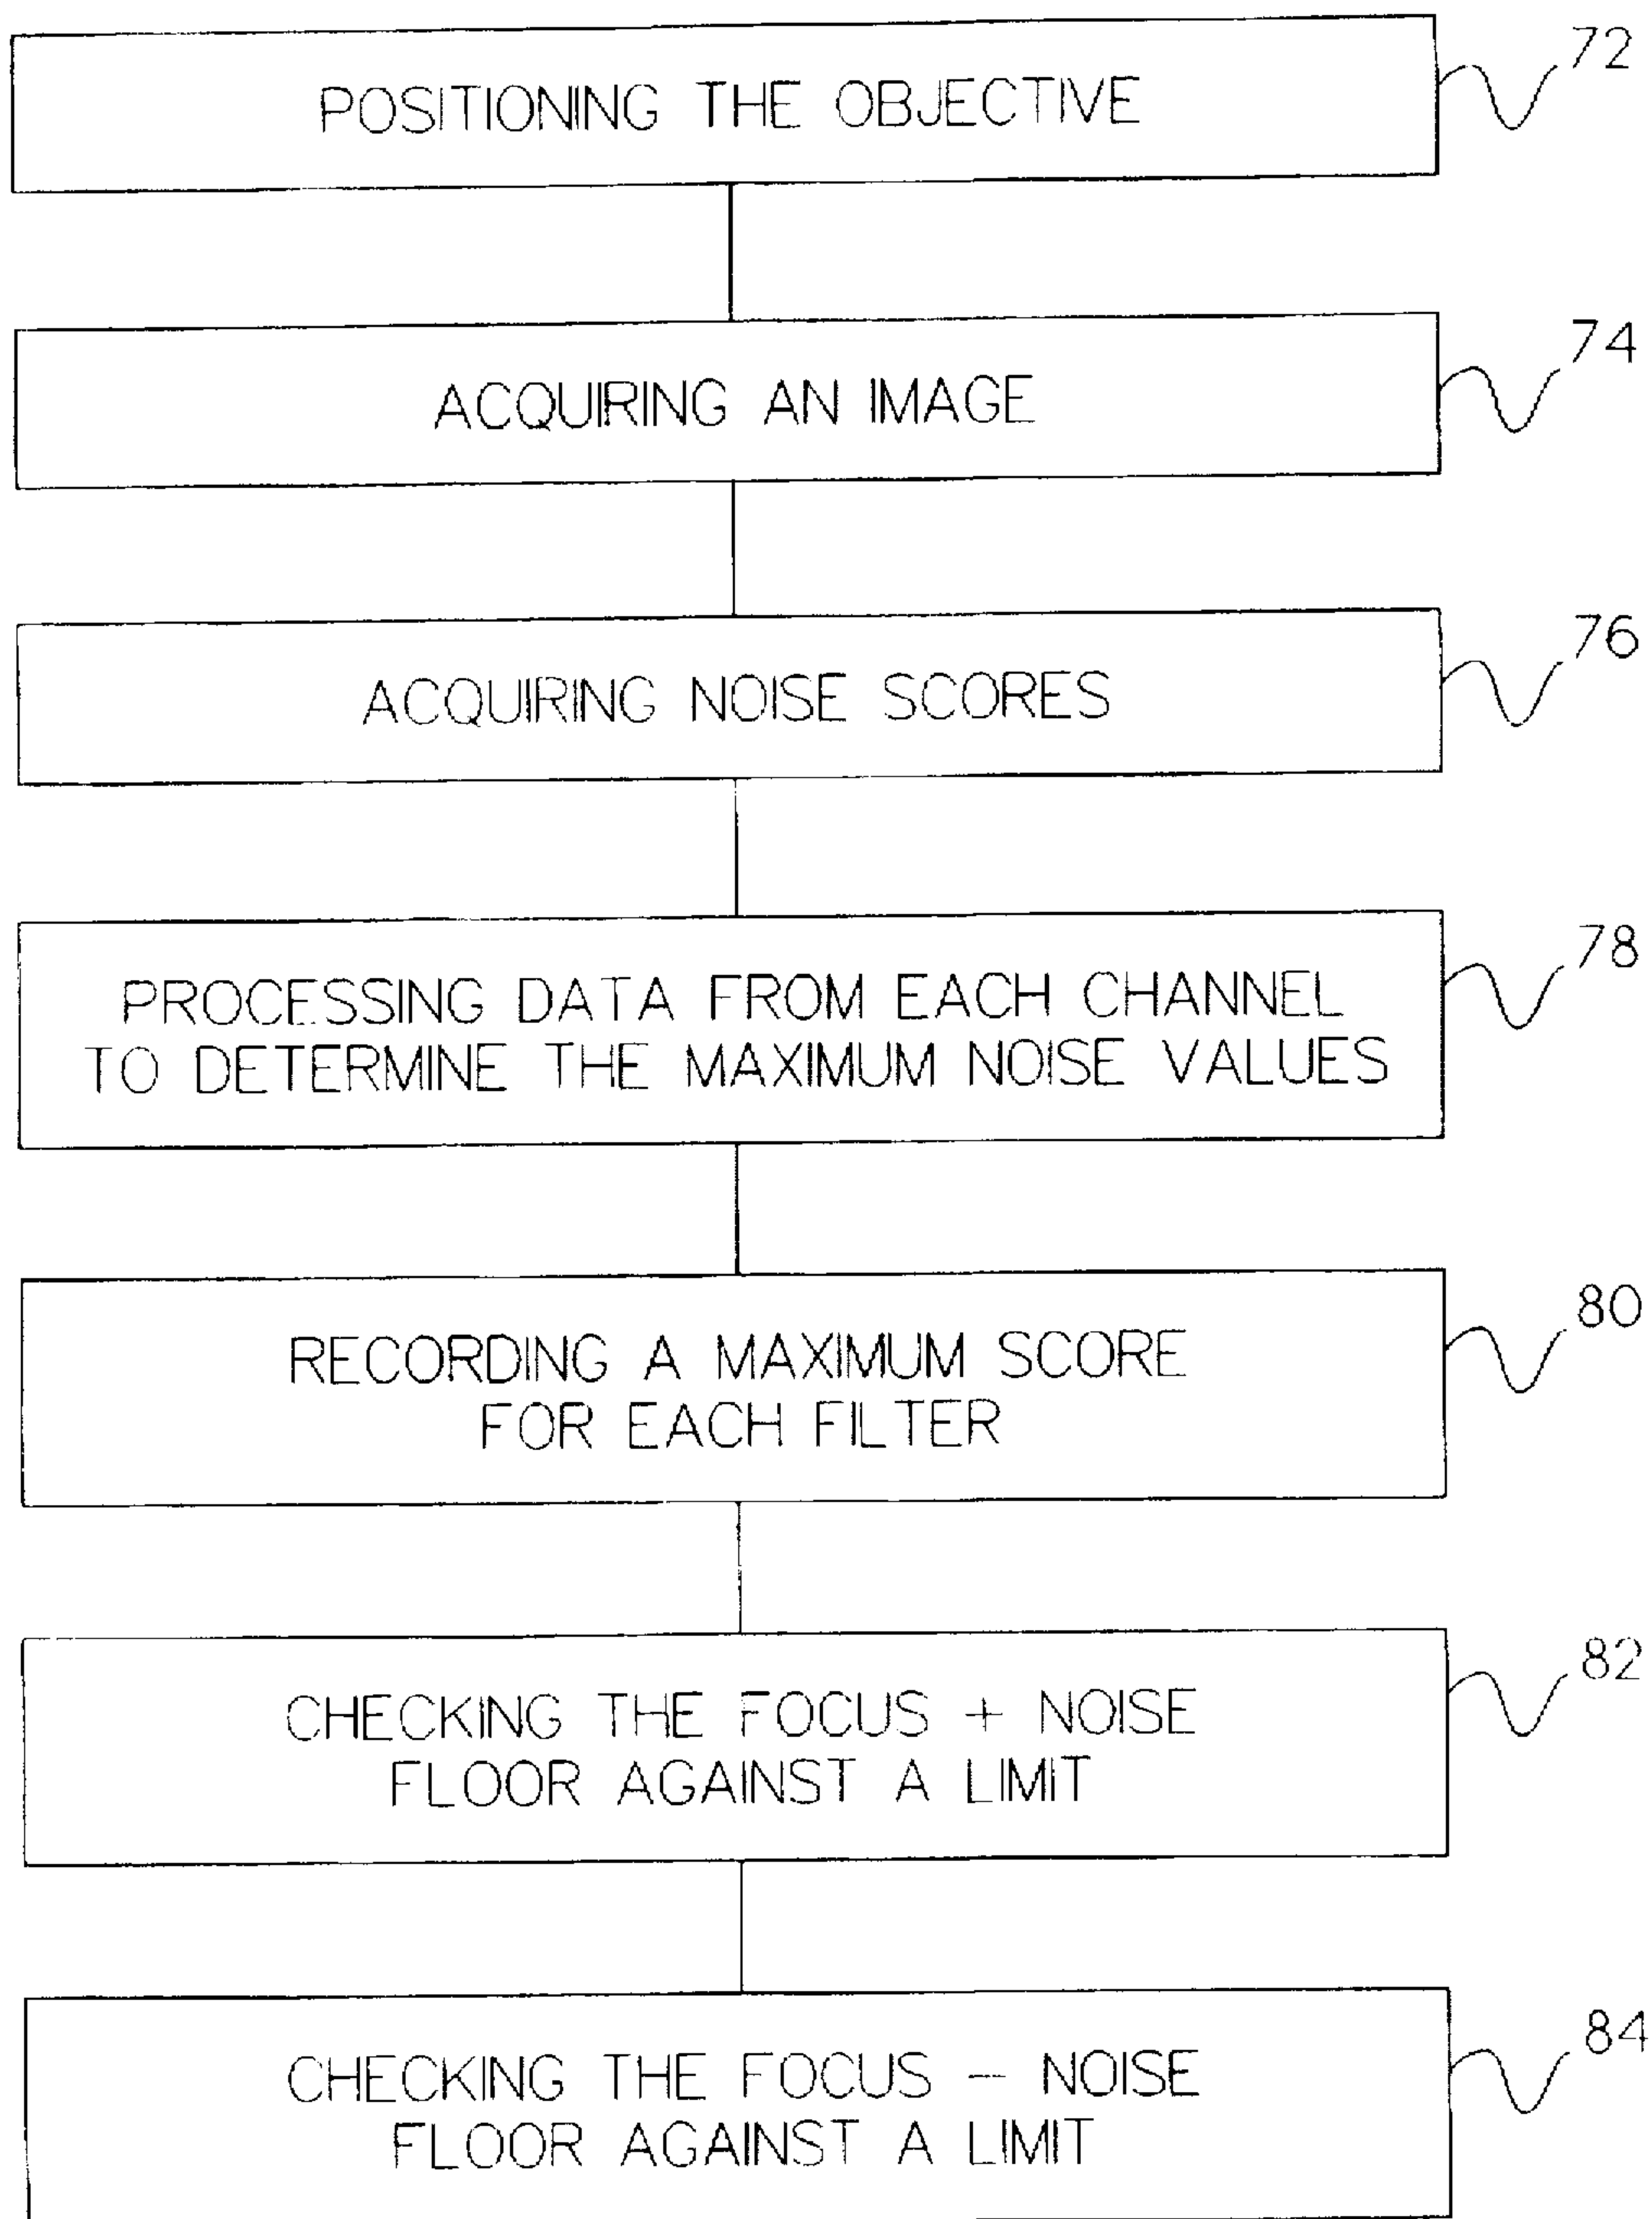 POSITIONING THE OBJECTIVE
72
ACQUIRING AN IMAGE
74
ACQUIRING NOISE SCORES
76
PROCESSING DATA FROM EACH CHANNEL
TO DETERMINE THE MAXIMUM NOISE VALUES
78
RECORDING A MAXIMUM SCORE
FOR EACH FILTER
80
CHECKING THE FOCUS + NOISE
FLOOR AGAINST A LIMIT
82
CHECKING THE FOCUS – NOISE
FLOOR AGAINST A LIMIT
84